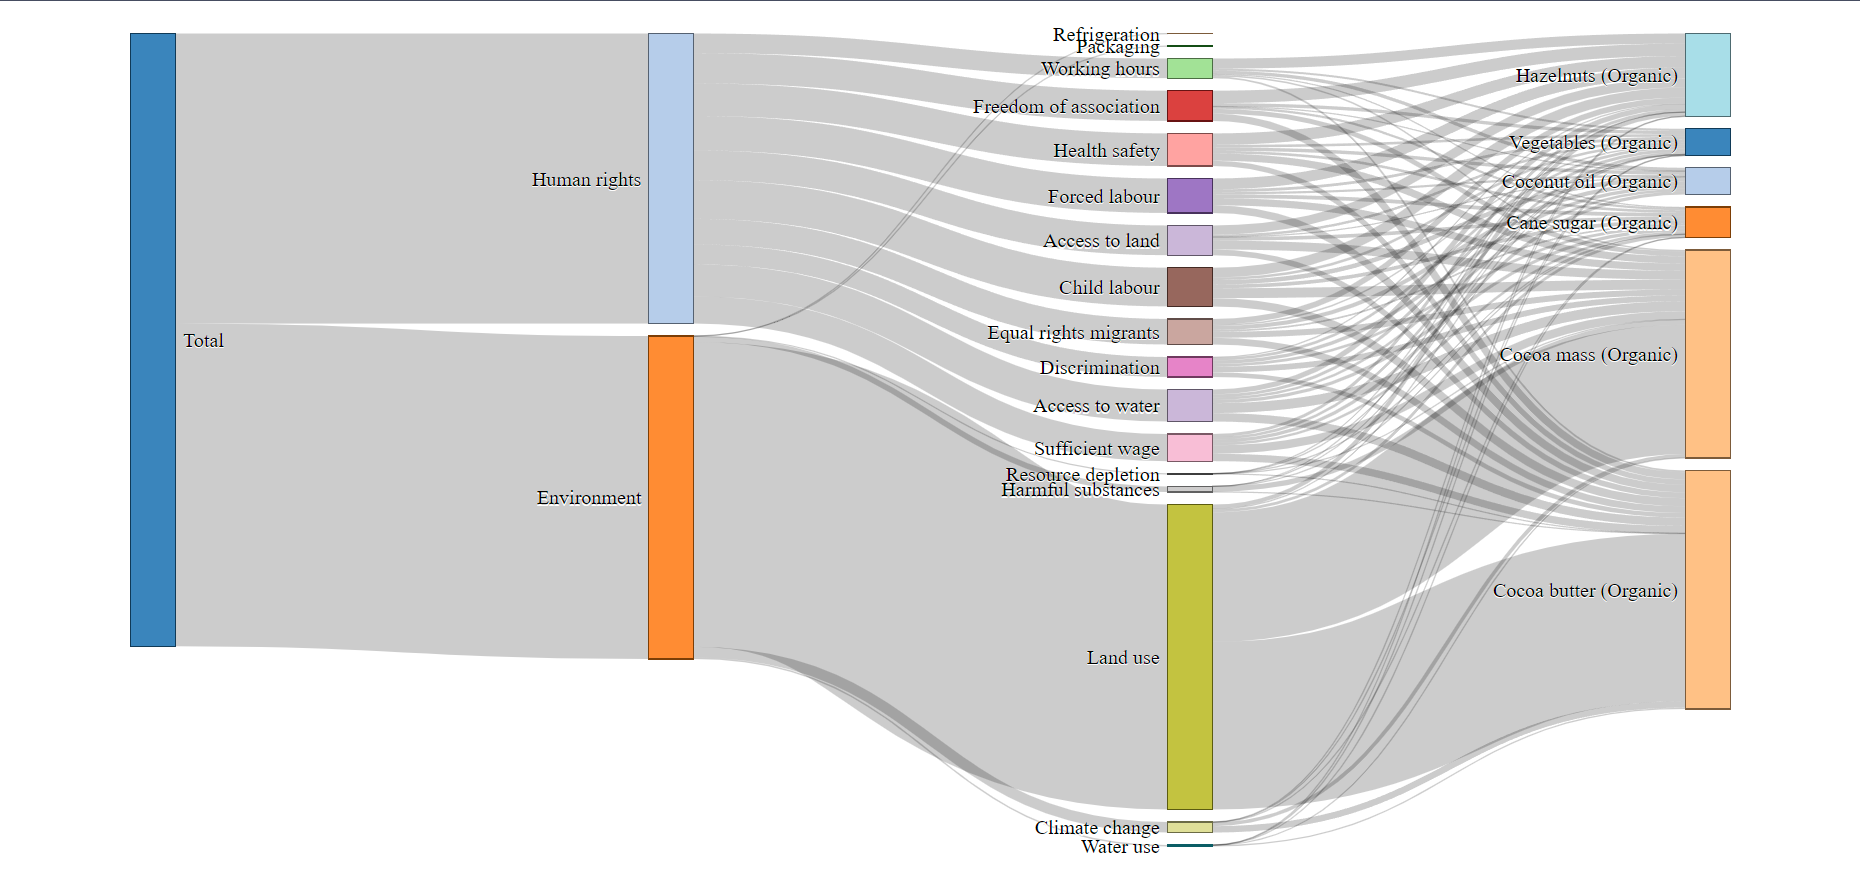 Total
Human rights
Environment
Refrigeration
Packaging
Working hours
Freedom of association
Health safety
Forced labour
Access to land
Child labour
Equal rights migrants
Discrimination
Access to water
Sufficient wage
Resource depletion
Harmful substances
Land use
Climate change
Water use
Hazelnuts (Organic)
Vegetables (Organic)
Coconut oil (Organic)
Cane sugar (Organic)
Cocoa mass (Organic)
Cocoa butter (Organic)